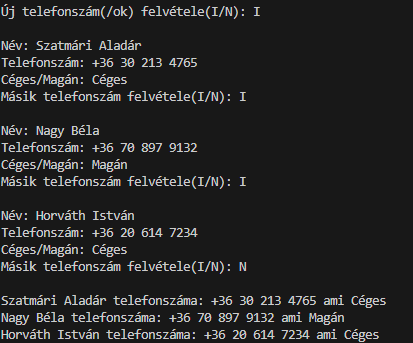 Új telefonszám(/ok) felvétele(I/N): I
Név: Szatmári Aladár
Telefonszám: +36 30 213 4765
Céges/Magán: Céges
Másik telefonszám felvétele(I/N): I
Név: Nagy Béla
Telefonszám: +36 70 897 9132
Céges/Magán: Magán
Másik telefonszám felvétele(I/N): I
Név: Horváth István
Telefonszám: +36 20 614 7234
Céges/Magán: Céges
Másik telefonszám felvétele(I/N): N
Szatmári Aladár telefonszáma: +36 30 213 4765 ami Céges
Nagy Béla telefonszáma: +36 70 897 9132 ami Magán
Horváth István telefonszáma: +36 20 614 7234 ami Céges